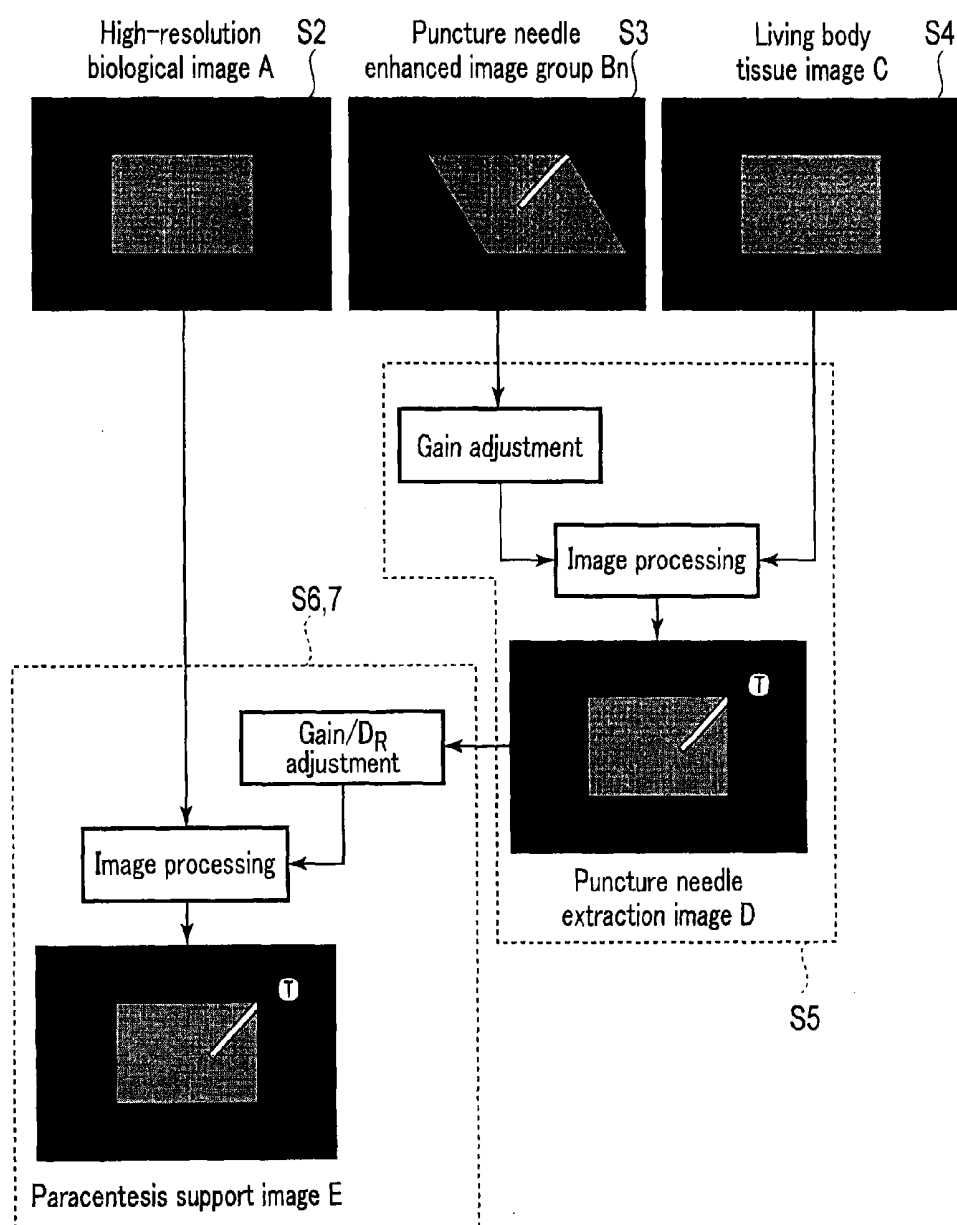 High-resolution
biological image A
S2
Puncture needle
enhanced image group Bn
S3
Living body
tissue image C
S4
Gain adjustment
Image processing
S6,7
T
Gain/DR
adjustment
Image processing
Puncture needle
extraction image D
T
S5
Paracentesis support image E